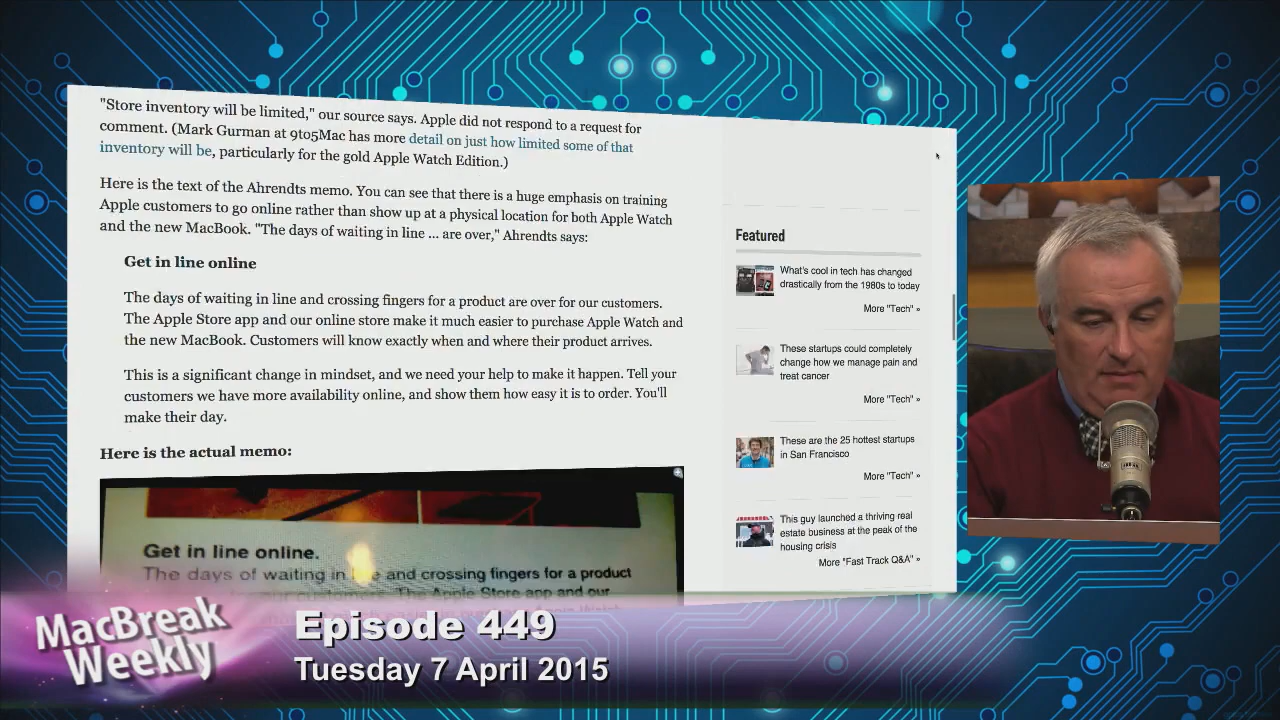 "Store inventory will be limited," our source says. Apple did not respond to a request for
comment. (Mark Gurman at 9to5Mac has more detail on just how limited some of that
inventory will be, particularly for the gold Apple Watch Edition.)
Here is the text of the Ahrendts memo. You can see that there is a huge emphasis on training
Apple customers to go online rather than show up at a physical location for both Apple Watch
and the new MacBook. "The days of waiting in line ... are over," Ahrendts says:
Get in line online
The days of waiting in line and crossing fingers for a product are over for our customers.
The Apple Store app and our online store make it much easier to purchase Apple Watch and
the new MacBook. Customers will know exactly when and where their product arrives.
This is a significant change in mindset, and we need your help to make it happen. Tell your
customers we have more availability online, and show them how easy it is to order. You'll
make their day.
Here is the actual memo:
Get in line online.
The days of waiting in and crossing fingers for a product
customers. The Apple Store app and our
Featured
What's cool in tech has changed
drastically from the 1980s to today
More "Tech" »
These startups could completely
change how we manage pain and
treat cancer
More "Tech" »
These are the 25 hottest startups
in San Francisco
More "Tech" »
This guy launched a thriving real
estate business at the peak of the
housing crisis
More "Fast Track Q&A" »
MacBreak
Weekly
Episode 449
Tuesday 7 April 2015